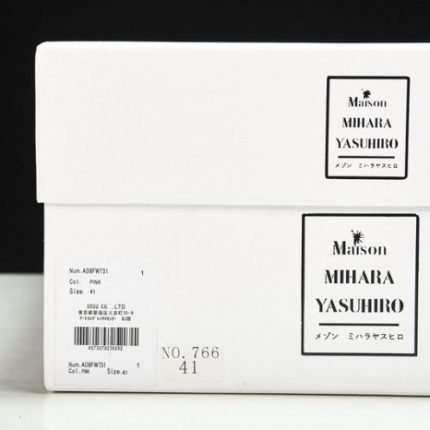 Maison
MIHARA
YASUHIRO
メゾン ミハラヤスヒロ
Maison
MIHARA
YASUHIRO
メゾン ミハラヤスヒロ
Num. A08FW731 1
Col. PINK
Size. 41
SOSU CO. ,LTD
NO. 766
41
Num. A08FW731 1
Col. PINK Size. 41